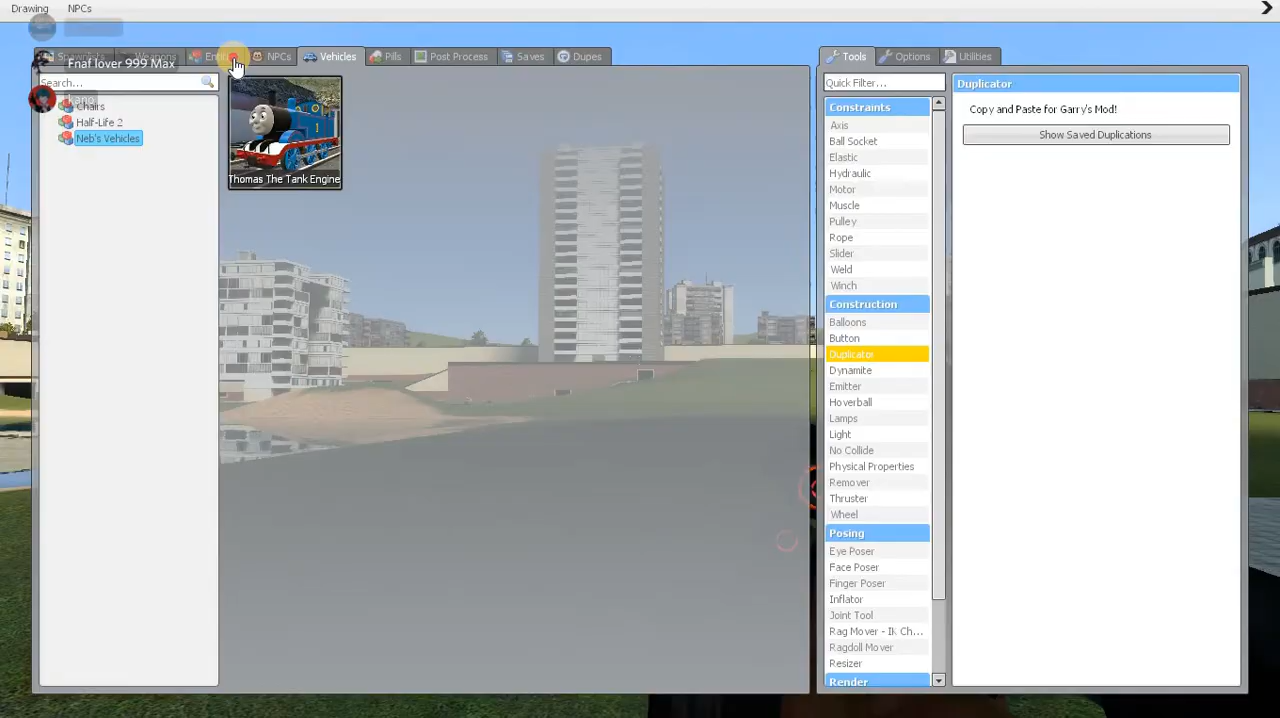 Drawing NPCs
Spawnlists Weapons Entities NPCs Vehicles Pills Post Process Saves Dupes
Fnaf lover 999 Max
Search...
Chairs
Half-Life 2
Neb's Vehicles
Thomas The Tank Engine
Tools Options Utilities
Quick Filter...
Constraints
Axis
Ball Socket
Elastic
Hydraulic
Motor
Muscle
Pulley
Rope
Slider
Weld
Winch
Construction
Balloons
Button
Duplicator
Dynamite
Emitter
Hoverball
Lamps
Light
No Collide
Physical Properties
Remover
Thruster
Wheel
Posing
Eye Poser
Face Poser
Finger Poser
Inflator
Joint Tool
Rag Mover - Ik Ch...
Ragdoll Mover
Resizer
Render
Duplicator
Copy and Paste for Garry's Mod!
Show Saved Duplications